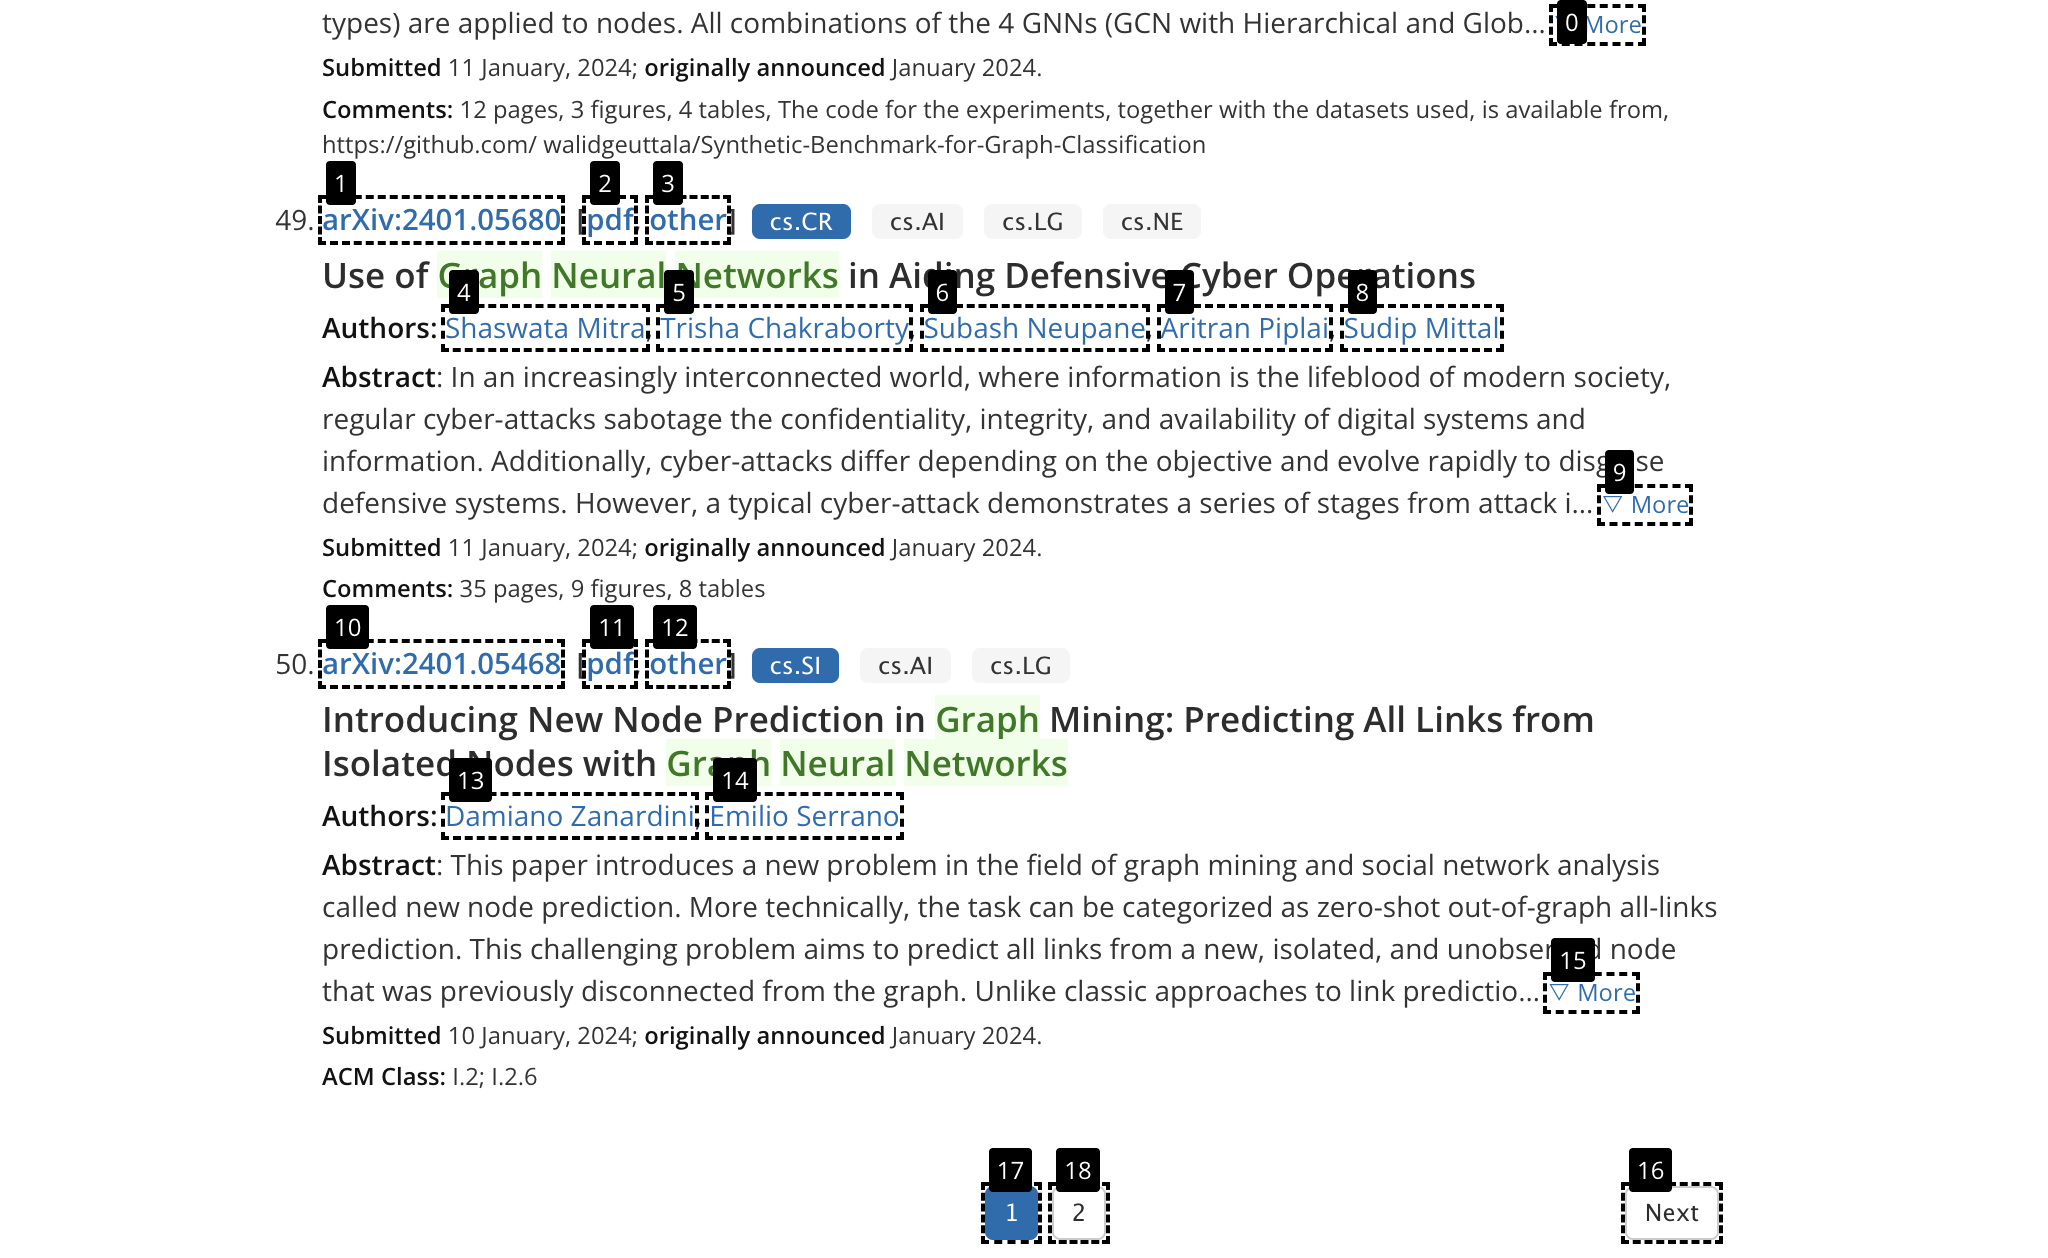 types) are applied to nodes. All combinations of the 4 GNNs (GCN with Hierarchical and Glob... 0 More
Submitted 11 January, 2024; originally announced January 2024.
Comments: 12 pages, 3 figures, 4 tables, The code for the experiments, together with the datasets used, is available from,
https://github.com/ walidgeuttala/Synthetic-Benchmark-for-Graph-Classification
1 2 3
49. arXiv:2401.05680 [pdf, other] cs.CR cs.AI cs.LG cs.NE
Use of Graph Neural Networks in Aiding Defensive Cyber Operations
4 5 6 7 8
Authors: Shaswata Mitra, Trisha Chakraborty, Subash Neupane, Aritran Piplai, Sudip Mittal
Abstract: In an increasingly interconnected world, where information is the lifeblood of modern society,
regular cyber-attacks sabotage the confidentiality, integrity, and availability of digital systems and
information. Additionally, cyber-attacks differ depending on the objective and evolve rapidly to disguise
9
defensive systems. However, a typical cyber-attack demonstrates a series of stages from attack i... ▽ More
Submitted 11 January, 2024; originally announced January 2024.
Comments: 35 pages, 9 figures, 8 tables
10 11 12
50. arXiv:2401.05468 [pdf, other] cs.SI cs.AI cs.LG
Introducing New Node Prediction in Graph Mining: Predicting All Links from
Isolated Nodes with Graph Neural Networks
13 14
Authors: Damiano Zanardini, Emilio Serrano
Abstract: This paper introduces a new problem in the field of graph mining and social network analysis
called new node prediction. More technically, the task can be categorized as zero-shot out-of-graph all-links
prediction. This challenging problem aims to predict all links from a new, isolated, and unobserved node
15
that was previously disconnected from the graph. Unlike classic approaches to link predictio... ▽ More
Submitted 10 January, 2024; originally announced January 2024.
ACM Class: I.2; I.2.6
17 18 16
1 2 Next